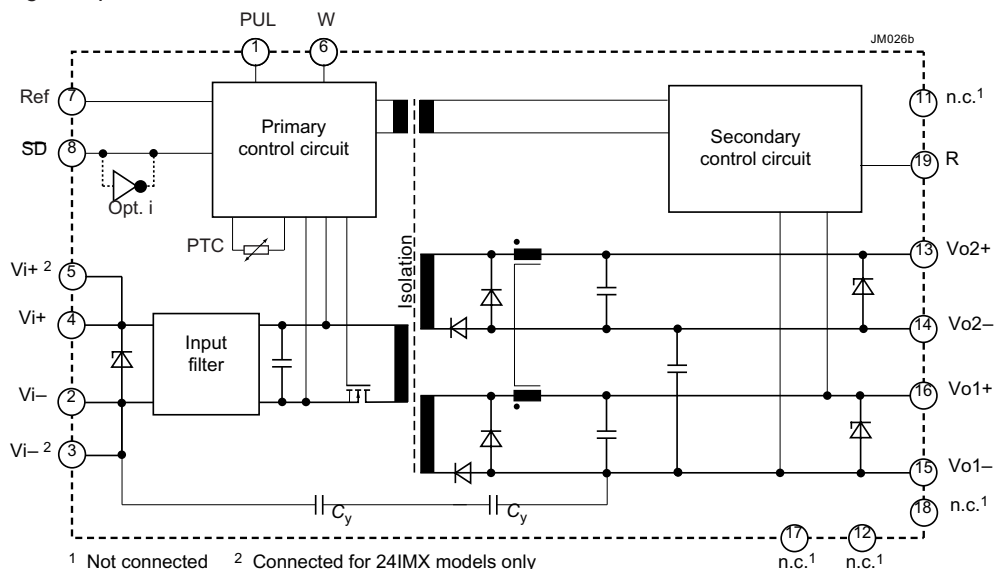 PUL W
JM026b
1 6
Ref 7
11 n.c.1
Primary
control circuit
Secondary
control circuit
SD 8
19 R
Opt. i
PTC
Isolation
Vi+ 2
5
13 Vo2+
Vi+
4
Input
filter
14 Vo2–
Vi–
2
16 Vo1+
Vi– 2
3
15 Vo1–
Cy Cy
18 n.c.1
17 12
n.c.1 n.c.1
1 Not connected 2 Connected for 24IMX models only